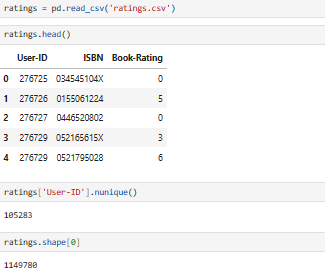 ratings = pd.read_csv('ratings.csv')
ratings.head()
User-ID ISBN Book-Rating
0 276725 034545104X 0
1 276726 0155061224 5
2 276727 0446520802 0
3 276729 052165615X 3
4 276729 0521795028 6
ratings['User-ID'].nunique()
105283
ratings.shape[0]
1149780